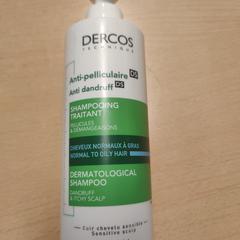 DERCOS
TECHNIQUE
Anti-pelliculaire DS
Anti dandruff DS
SHAMPOOING
TRAITANT
PELLICULES
& DÉMANGEAISONS
CHEVEUX NORMAUX À GRAS
NORMAL TO OILY HAIR
DERMATOLOGICAL
SHAMPOO
DANDRUFF
& ITCHY SCALP
Cuir chevelu sensible
Sensitive scalp